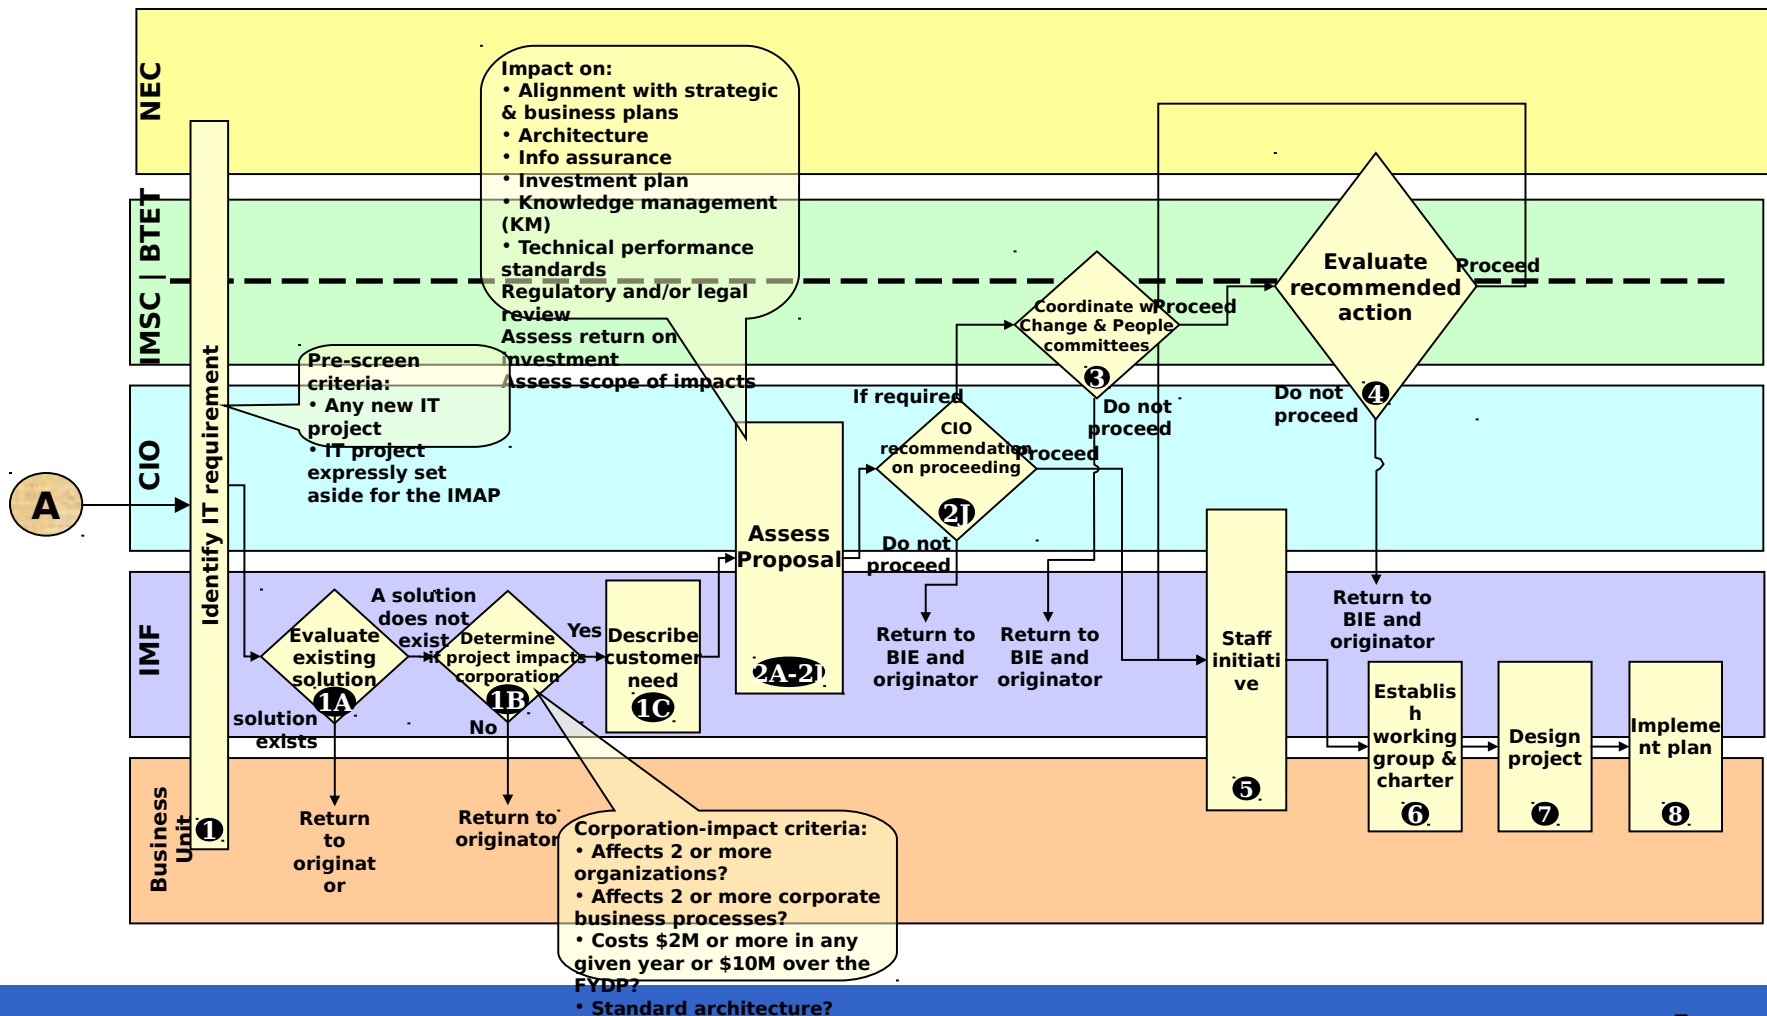 NEC
IMSC | BTET
CIO
IMF
Business
Unit
A
Identify IT requirement
1
Pre-screen
criteria:
• Any new IT
project
• IT project
expressly set
aside for the IMAP
Impact on:
• Alignment with strategic
& business plans
• Architecture
• Info assurance
• Investment plan
• Knowledge management
(KM)
• Technical performance
standards
Regulatory and/or legal
review
Assess return on
investment
Assess scope of impacts
Evaluate
existing
solution
1A
solution
exists
Return
to
originat
or
A solution
does not
exist
Determine
if project impacts
corporation
1B
No
Return to
originator
Yes
Describe
customer
need
1C
Corporation-impact criteria:
• Affects 2 or more
organizations?
• Affects 2 or more corporate
business processes?
• Costs $2M or more in any
given year or $10M over the
FYDP?
• Standard architecture?
Assess
Proposal
2A-2I
If required
CIO
recommendation
on proceeding
2J
Proceed
Do not
proceed
Return to
BIE and
originator
Coordinate w/
Change & People
committees
3
Proceed
Do not
proceed
Return to
BIE and
originator
Evaluate
recommended
action
4
Proceed
Do not
proceed
Return to
BIE and
originator
Staff
initiati
ve
5
Establis
h
working
group &
charter
6
Design
project
7
Impleme
nt plan
8